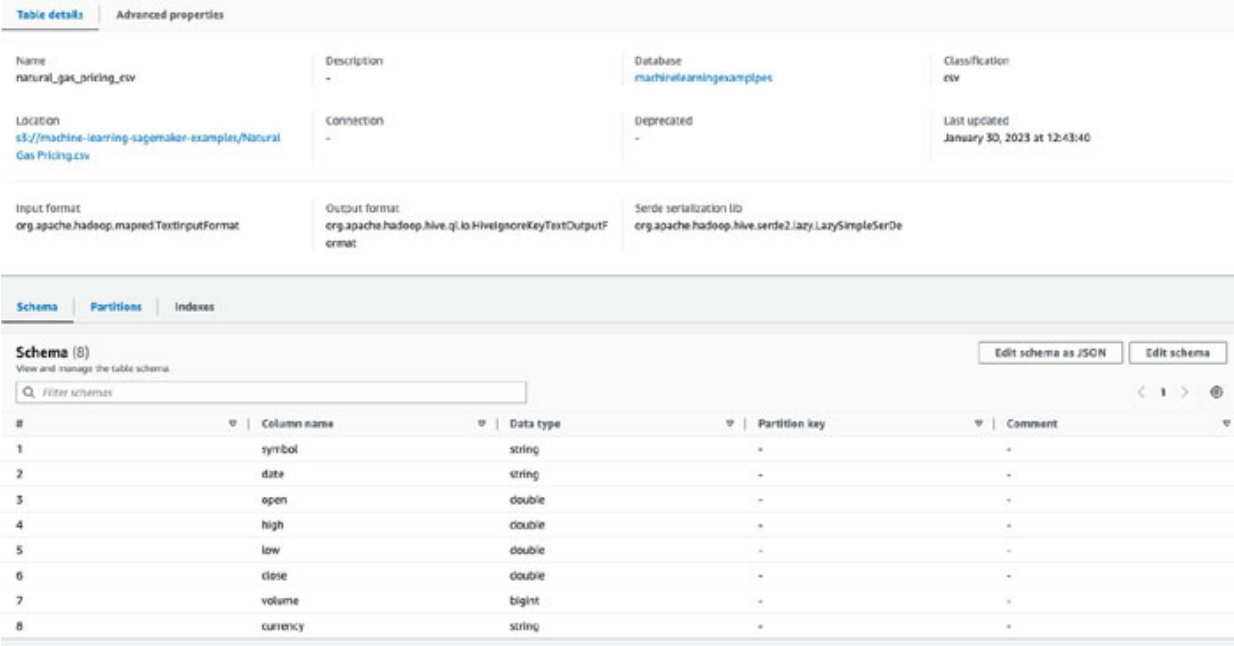 Table details Advanced properties
Name Description Database Classification
natural_gas_pricing_csv - machinelearningexamplpes csv
Location Connection Deprecated Last updated
s3://machine-learning-sagemaker-examples/Natural - - January 30, 2023 at 12:43:40
Gas Pricing.csv
Input format Output format Serde serialization lib
org.apache.hadoop.mapred.TextInputFormat org.apache.hadoop.hive.ql.io.HiveIgnoreKeyTextOutputF org.apache.hadoop.hive.serde2.lazy.LazySimpleSerDe
ormat
Schema Partitions Indexes
Schema (8) Edit schema as JSON Edit schema
View and manage the table schema.
Filter schemas < 1 >
# Column name Data type Partition key Comment
1 symbol string - -
2 date string - -
3 open double - -
4 high double - -
5 low double - -
6 close double - -
7 volume bigint - -
8 currency string - -